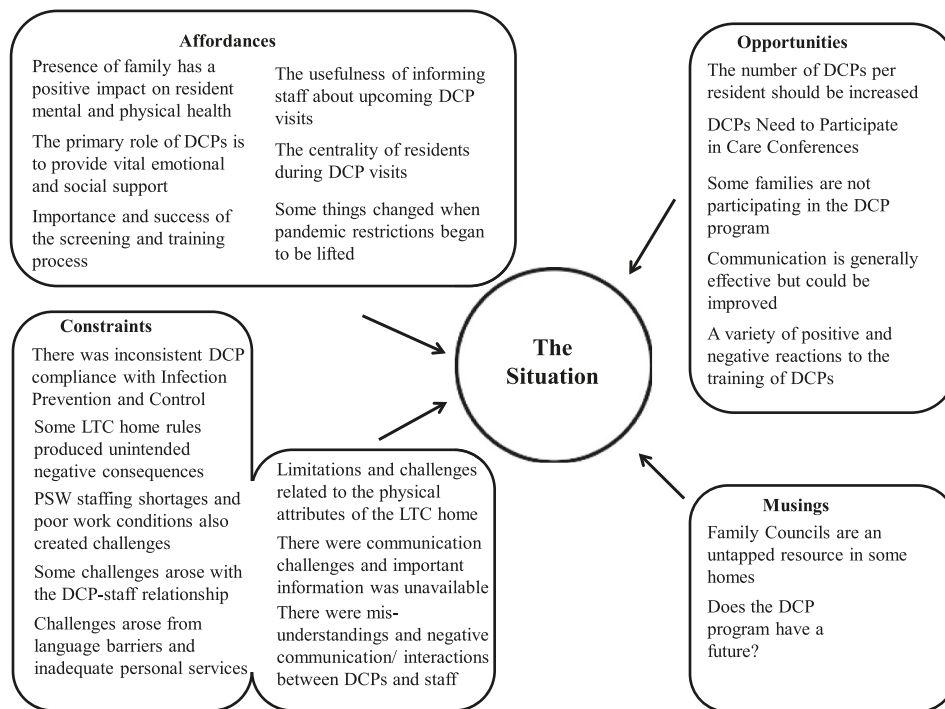 Affordances
Presence of family has a
positive impact on resident
mental and physical health
The primary role of DCPs is
to provide vital emotional
and social support
Importance and success of
the screening and training
process
The usefulness of informing
staff about upcoming DCP
visits
The centrality of residents
during DCP visits
Some things changed when
pandemic restrictions began
to be lifted
Opportunities
The number of DCPs per
resident should be increased
DCPs Need to Participate
in Care Conferences
Some families are not
participating in the DCP
program
Communication is generally
effective but could be
improved
A variety of positive and
negative reactions to the
training of DCPs
The
Situation
Constraints
There was inconsistent DCP
compliance with Infection
Prevention and Control
Some LTC home rules
produced unintended
negative consequences
PSW staffing shortages and
poor work conditions also
created challenges
Some challenges arose with
the DCP-staff relationship
Challenges arose from
language barriers and
inadequate personal services
Limitations and challenges
related to the physical
attributes of the LTC home
There were communication
challenges and important
information was unavailable
There were mis-
understandings and negative
communication/ interactions
between DCPs and staff
Musings
Family Councils are an
untapped resource in some
homes
Does the DCP
program have a
future?